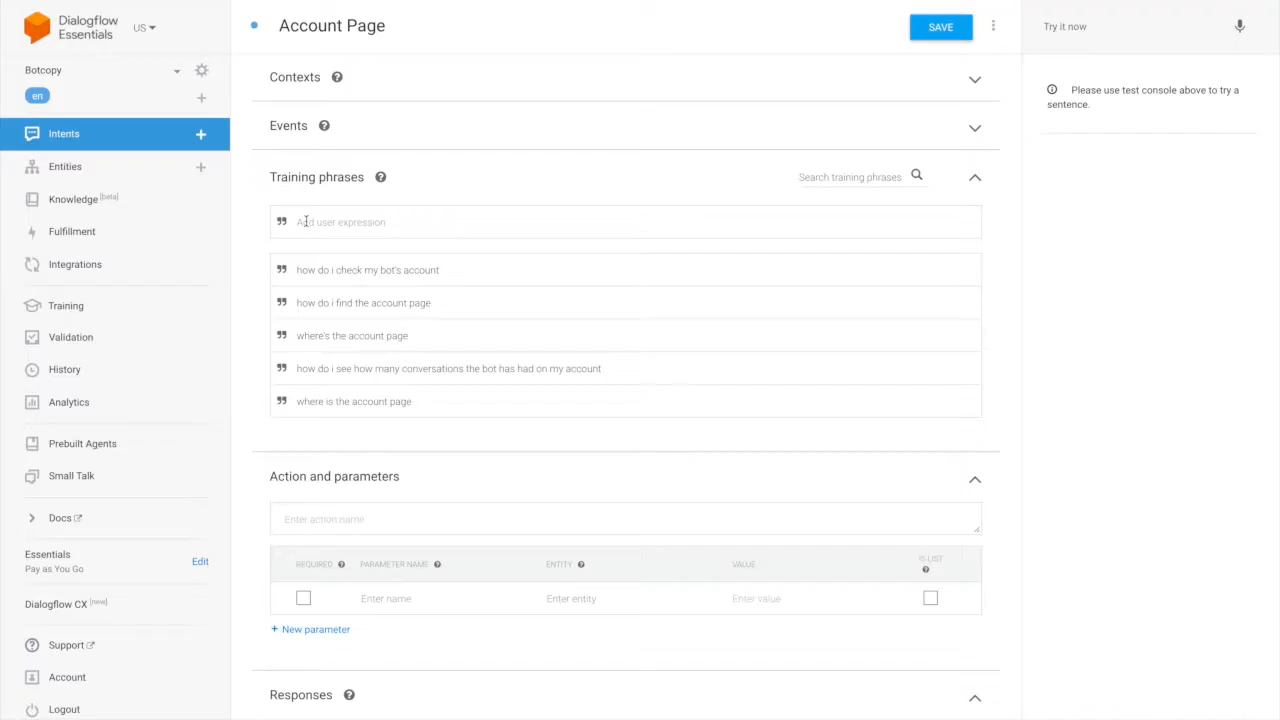 Dialogflow
Essentials
US
Account Page
SAVE
Try it now
Botcopy
en
Intents
Entities
Knowledge [beta]
Fulfillment
Integrations
Training
Validation
History
Analytics
Prebuilt Agents
Small Talk
Docs
Essentials
Pay as You Go
Edit
Dialogflow CX [new]
Support
Account
Logout
Contexts
Events
Training phrases
Search training phrases
Add user expression
how do i check my bot's account
how do i find the account page
where's the account page
how do i see how many conversations the bot has had on my account
where is the account page
Action and parameters
Enter action name
REQUIRED PARAMETER NAME ENTITY VALUE IS LIST
Enter name Enter entity Enter value
+ New parameter
Responses
Please use test console above to try a
sentence.